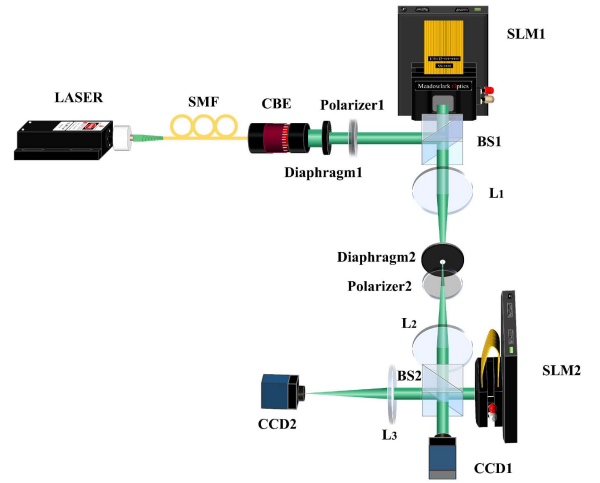 SLM1
LASER
SMF
CBE
Polarizer1
Meadowlark Optics
BS1
Diaphragm1
L1
Diaphragm2
Polarizer2
L2
BS2
SLM2
CCD2
L3
CCD1